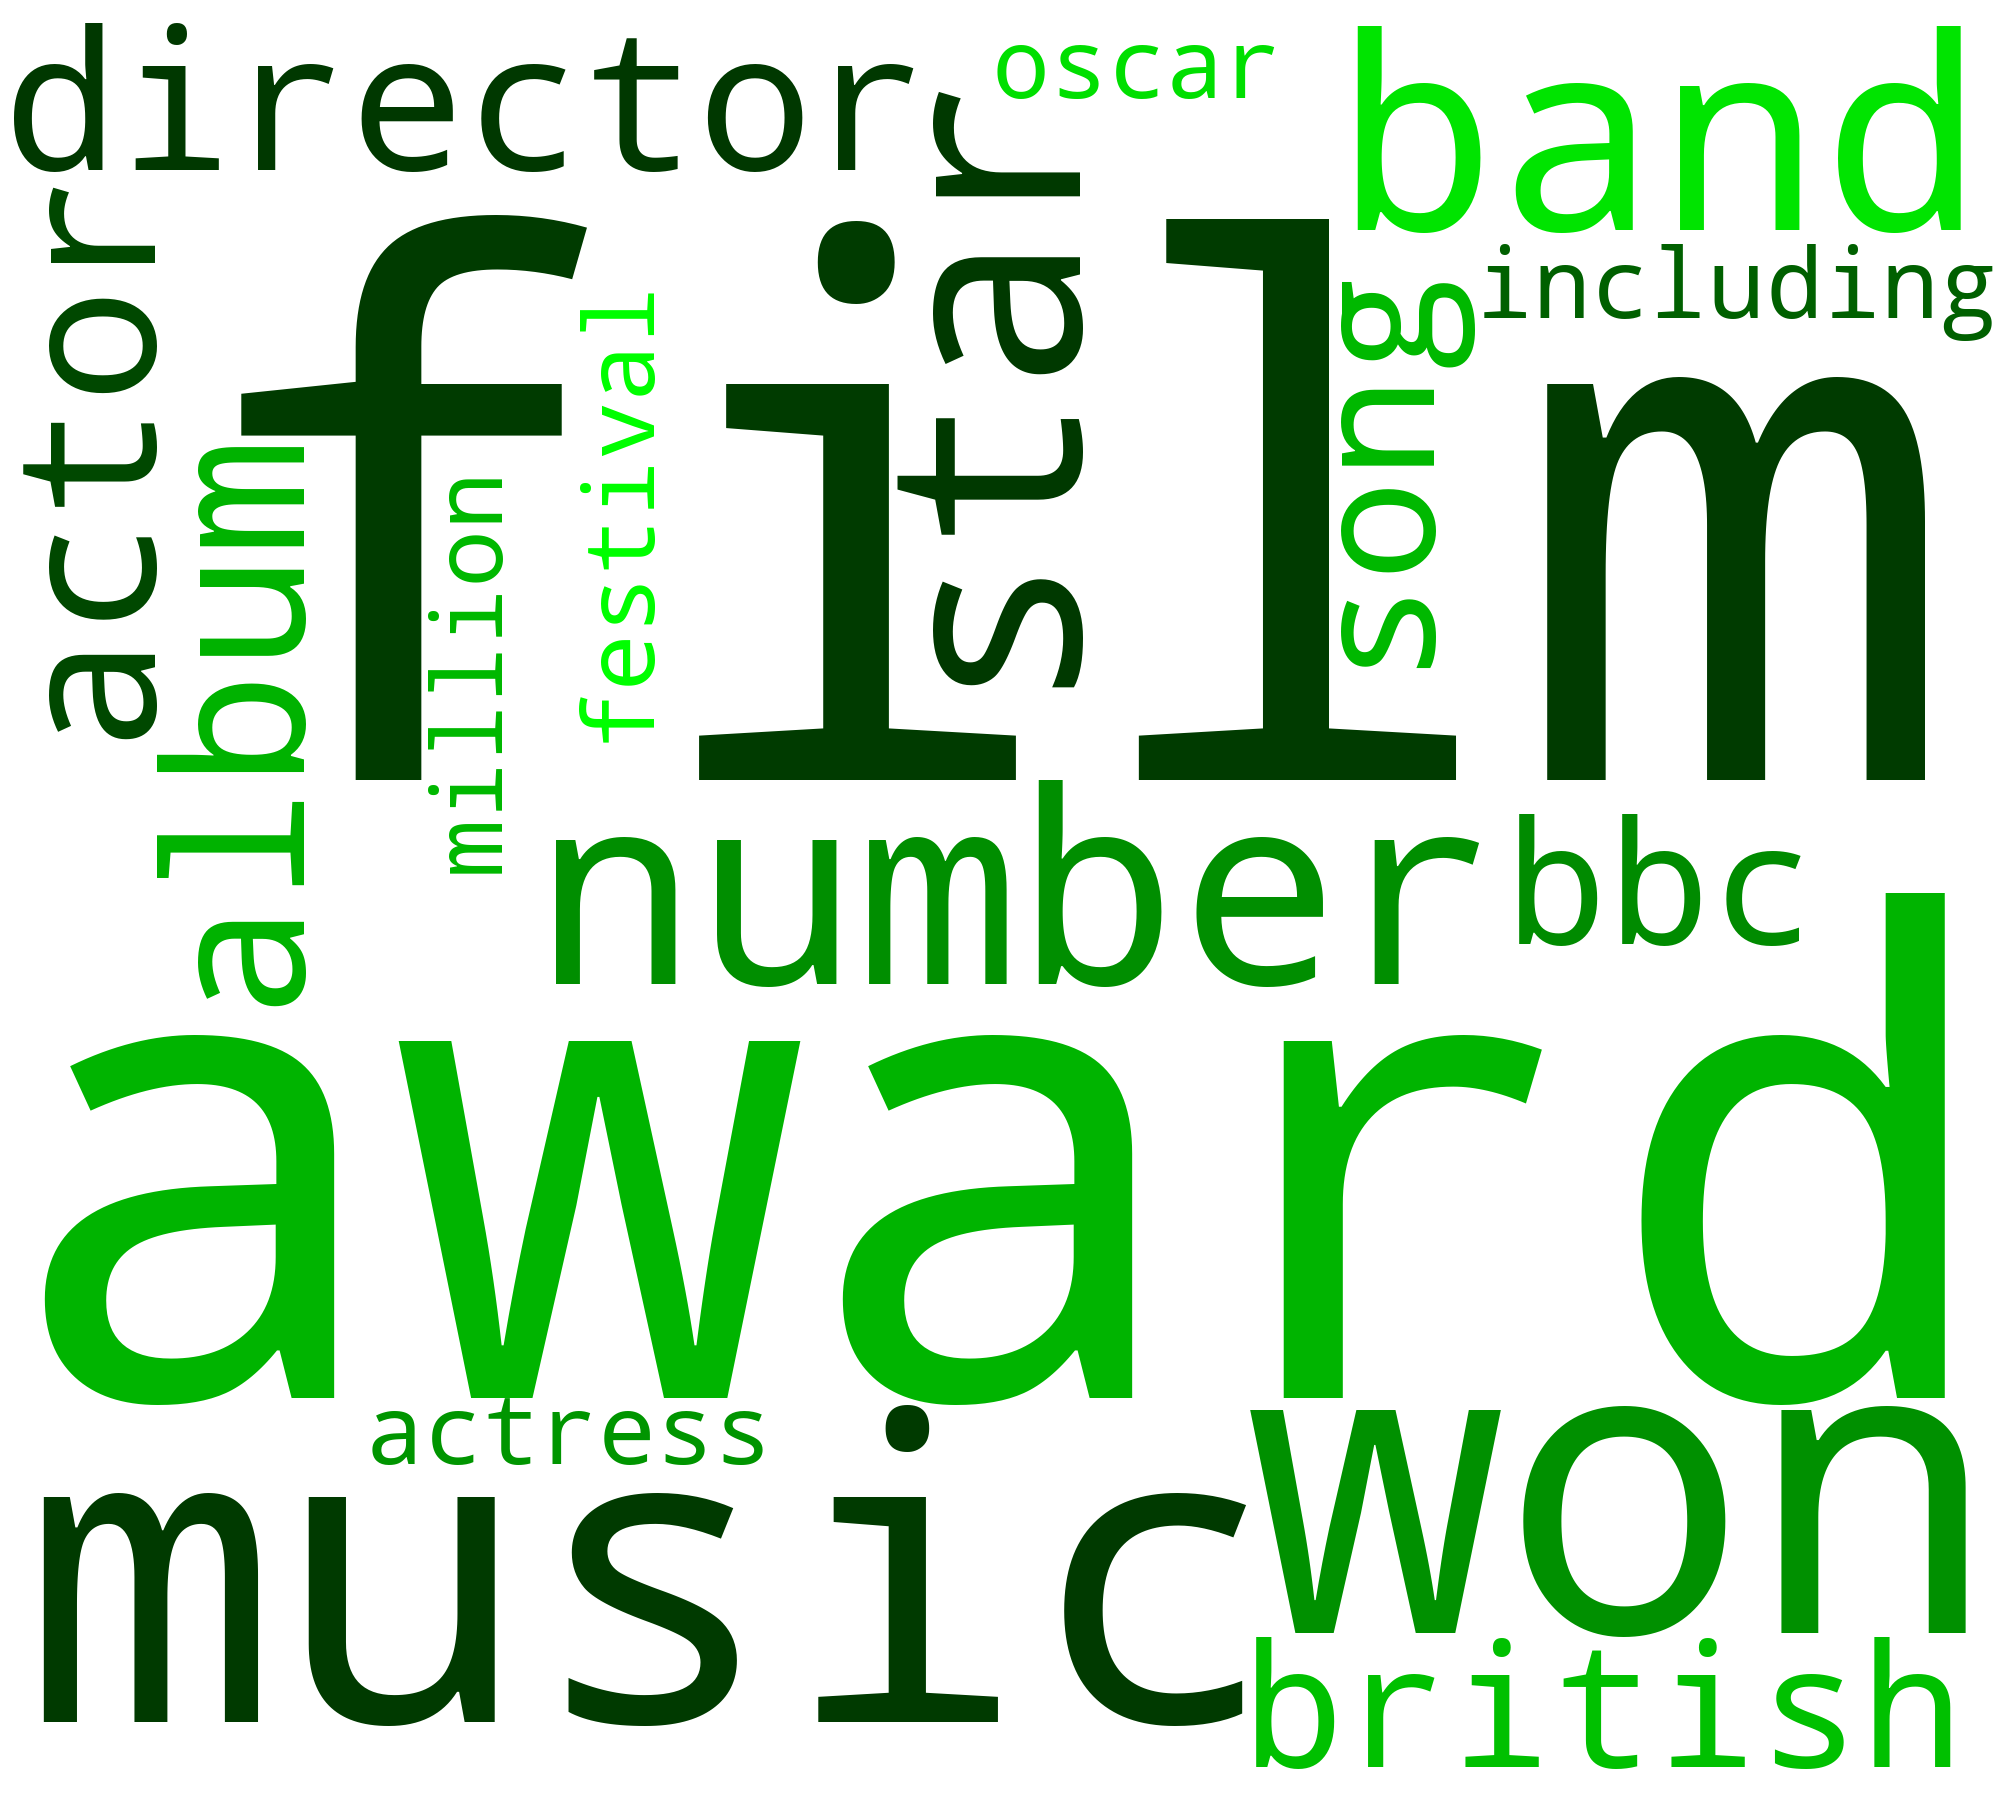 director
oscar
band
actor
star
including
film
song
festival
album
million
number
bbc
award
actress
won
music
british